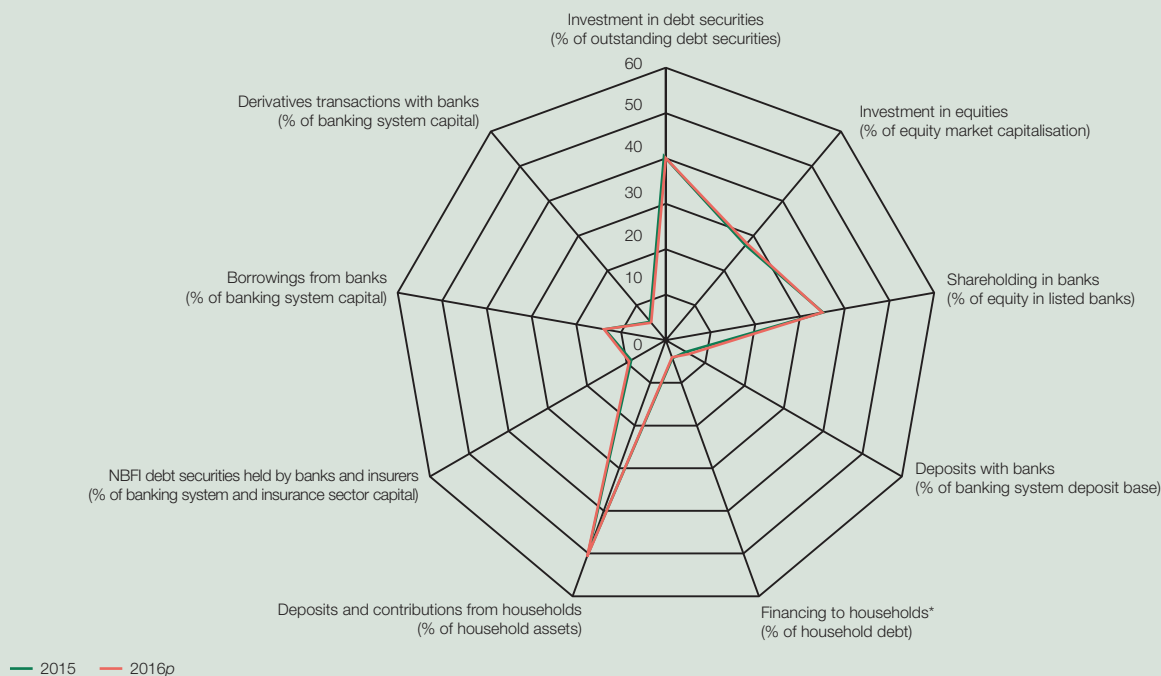 Investment in debt securities
(% of outstanding debt securities)
60
50
40
30
20
10
0
Investment in equities
(% of equity market capitalisation)
Shareholding in banks
(% of equity in listed banks)
Deposits with banks
(% of banking system deposit base)
Financing to households*
(% of household debt)
Deposits and contributions from households
(% of household assets)
NBFI debt securities held by banks and insurers
(% of banking system and insurance sector capital)
Borrowings from banks
(% of banking system capital)
Derivatives transactions with banks
(% of banking system capital)
2015 2016p